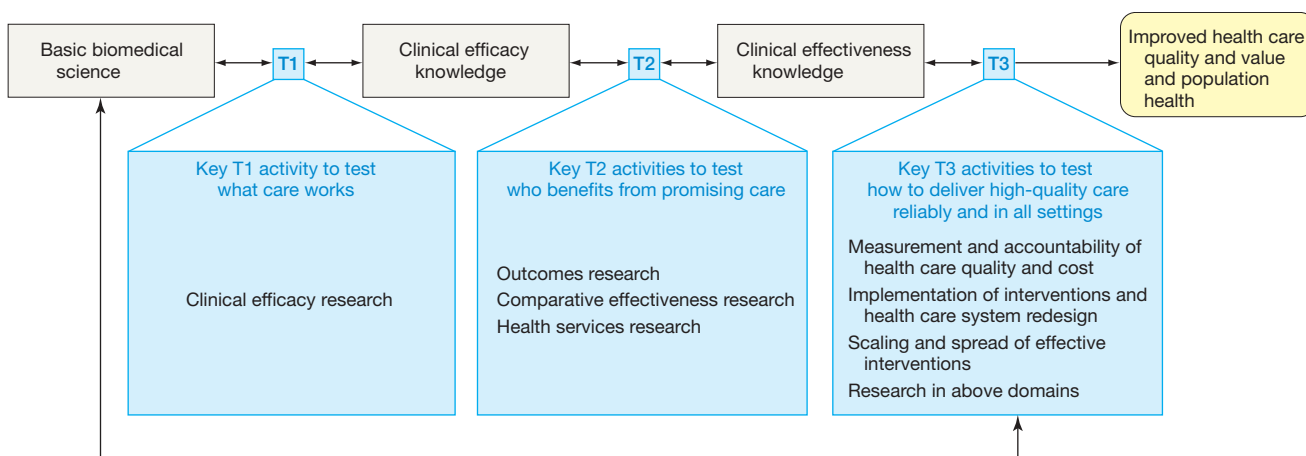 Basic biomedical
science
T1
Clinical efficacy
knowledge
T2
Clinical effectiveness
knowledge
T3
Improved health care
quality and value
and population
health
Key T1 activity to test
what care works
Clinical efficacy research
Key T2 activities to test
who benefits from promising care
Outcomes research
Comparative effectiveness research
Health services research
Key T3 activities to test
how to deliver high-quality care
reliably and in all settings
Measurement and accountability of
health care quality and cost
Implementation of interventions and
health care system redesign
Scaling and spread of effective
interventions
Research in above domains